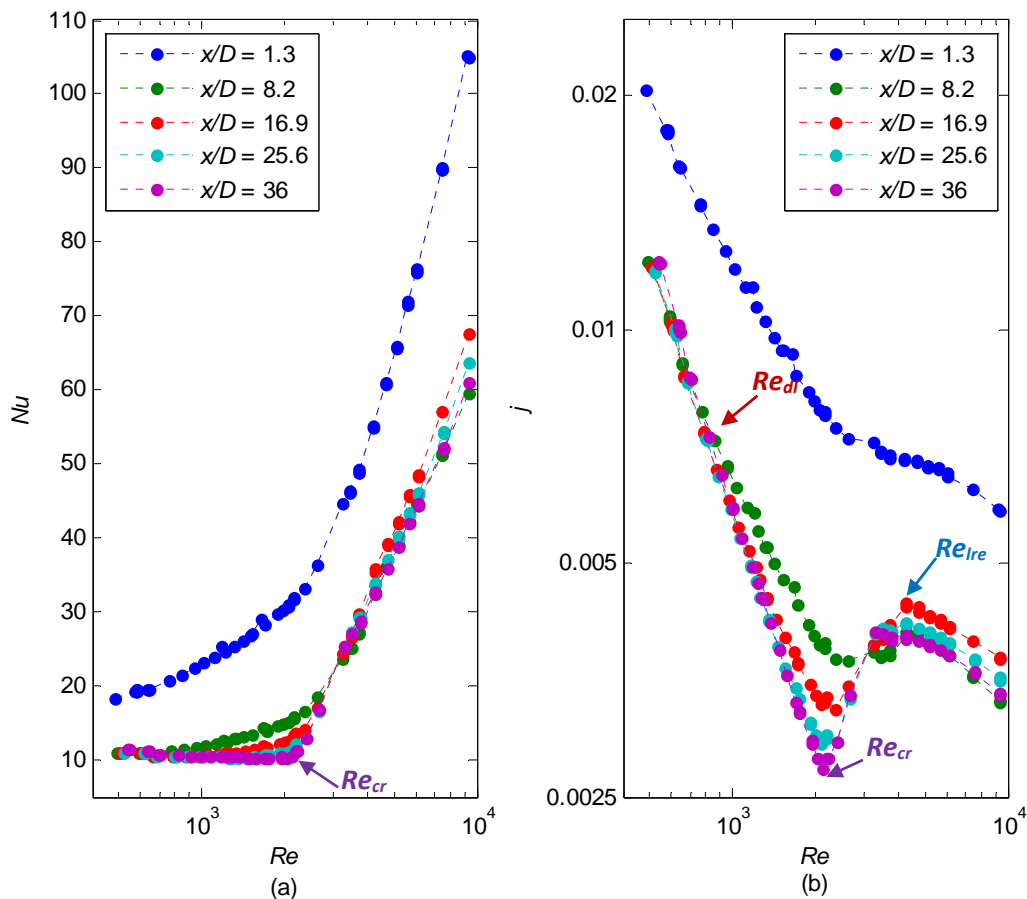 110
100
90
80
70
60
50
40
30
20
10
Nu
x/D = 1.3
x/D = 8.2
x/D = 16.9
x/D = 25.6
x/D = 36
Re_cr
10^3
10^4
Re
(a)
0.02
0.01
0.005
0.0025
j
x/D = 1.3
x/D = 8.2
x/D = 16.9
x/D = 25.6
x/D = 36
Re_dl
Re_lre
Re_cr
10^3
10^4
Re
(b)